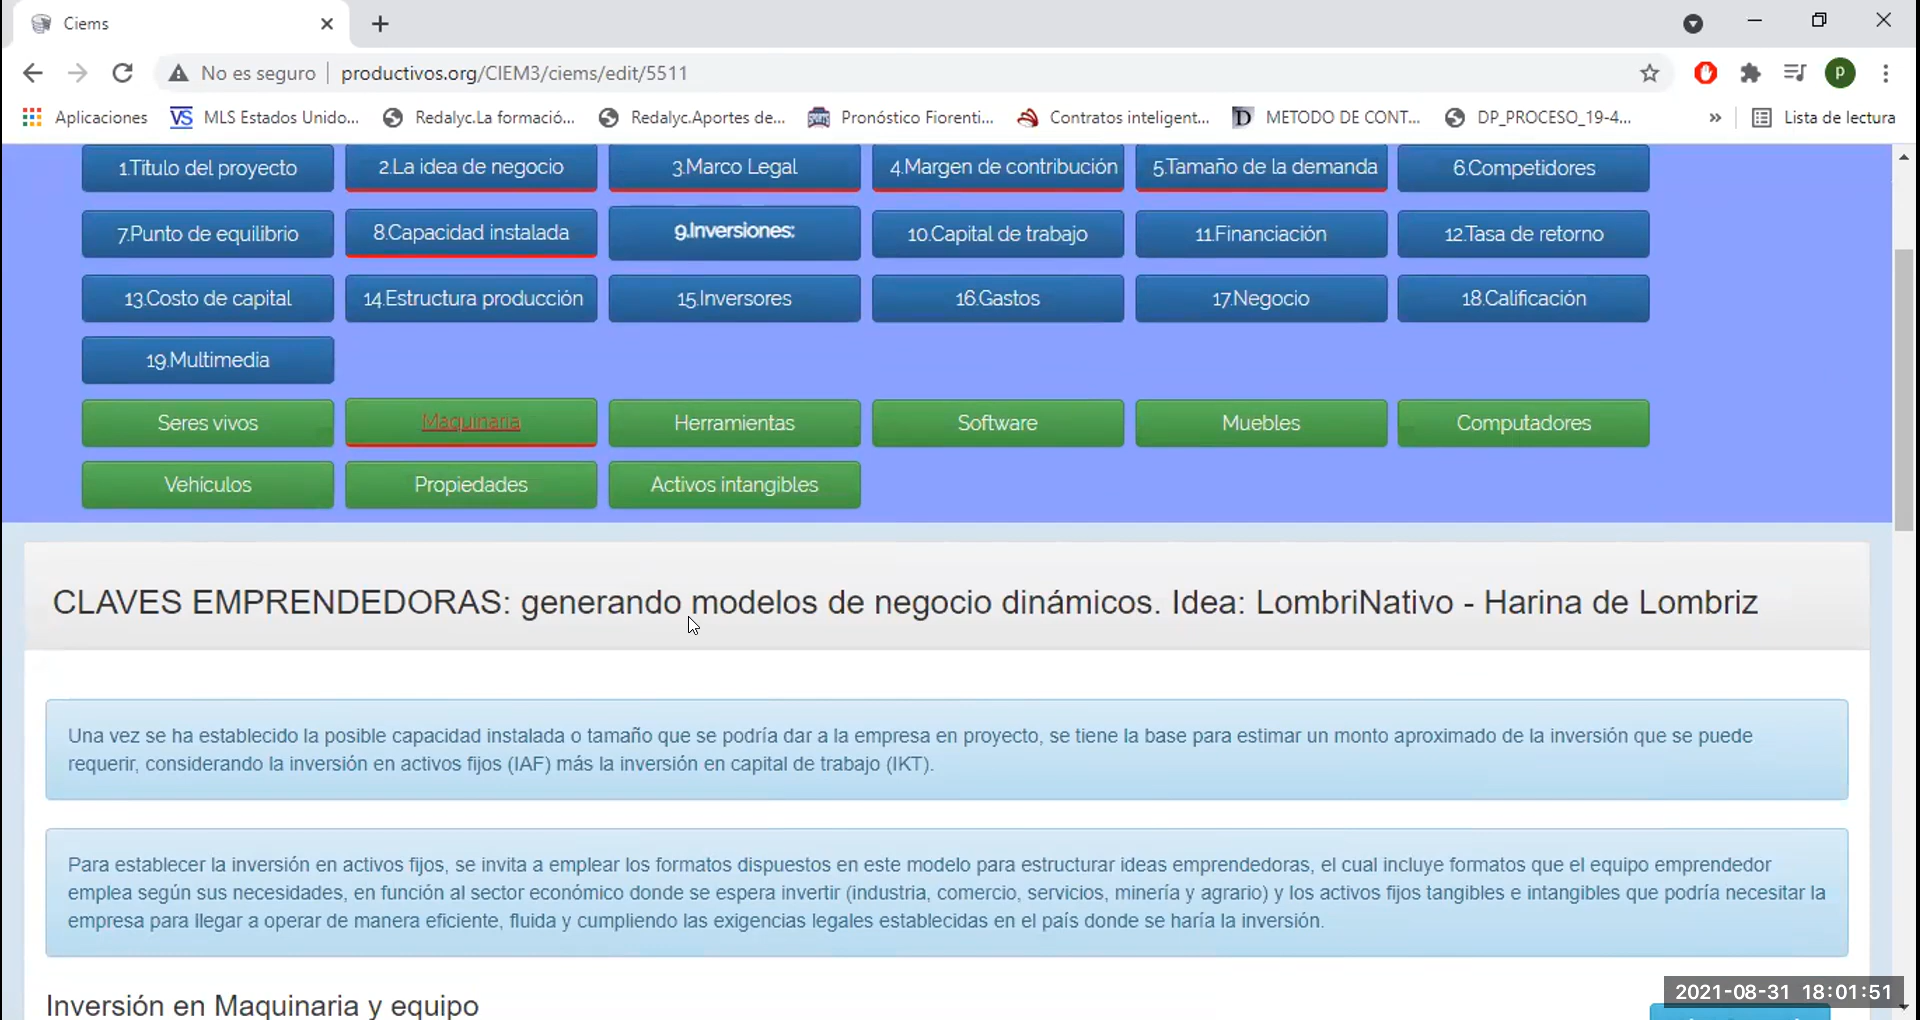 Ciems
No es seguro productivos.org/CIEM3/ciems/edit/5511
P
Aplicaciones VS MLS Estados Unido... Redalyc.La formació... Redalyc.Aportes de... Pronóstico Fiorenti... Contratos inteligent... D METODO DE CONT... DP_PROCESO_19-4... » Lista de lectura
1.Titulo del proyecto 2.La idea de negocio 3.Marco Legal 4.Margen de contribución 5.Tamaño de la demanda 6.Competidores
7.Punto de equilibrio 8.Capacidad instalada 9.Inversiones: 10.Capital de trabajo 11.Financiación 12.Tasa de retorno
13.Costo de capital 14.Estructura producción 15.Inversores 16.Gastos 17.Negocio 18.Calificación
19.Multimedia
Seres vivos Maquinaria Herramientas Software Muebles Computadores
Vehiculos Propiedades Activos intangibles
CLAVES EMPRENDEDORAS: generando modelos de negocio dinámicos. Idea: LombriNativo - Harina de Lombriz
Una vez se ha establecido la posible capacidad instalada o tamaño que se podría dar a la empresa en proyecto, se tiene la base para estimar un monto aproximado de la inversión que se puede
requerir, considerando la inversión en activos fijos (IAF) más la inversión en capital de trabajo (IKT).
Para establecer la inversión en activos fijos, se invita a emplear los formatos dispuestos en este modelo para estructurar ideas emprendedoras, el cual incluye formatos que el equipo emprendedor
emplea según sus necesidades, en función al sector económico donde se espera invertir (industria, comercio, servicios, minería y agrario) y los activos fijos tangibles e intangibles que podría necesitar la
empresa para llegar a operar de manera eficiente, fluida y cumpliendo las exigencias legales establecidas en el país donde se haría la inversión.
Inversión en Maquinaria y equipo
2021-08-31 18:01:51